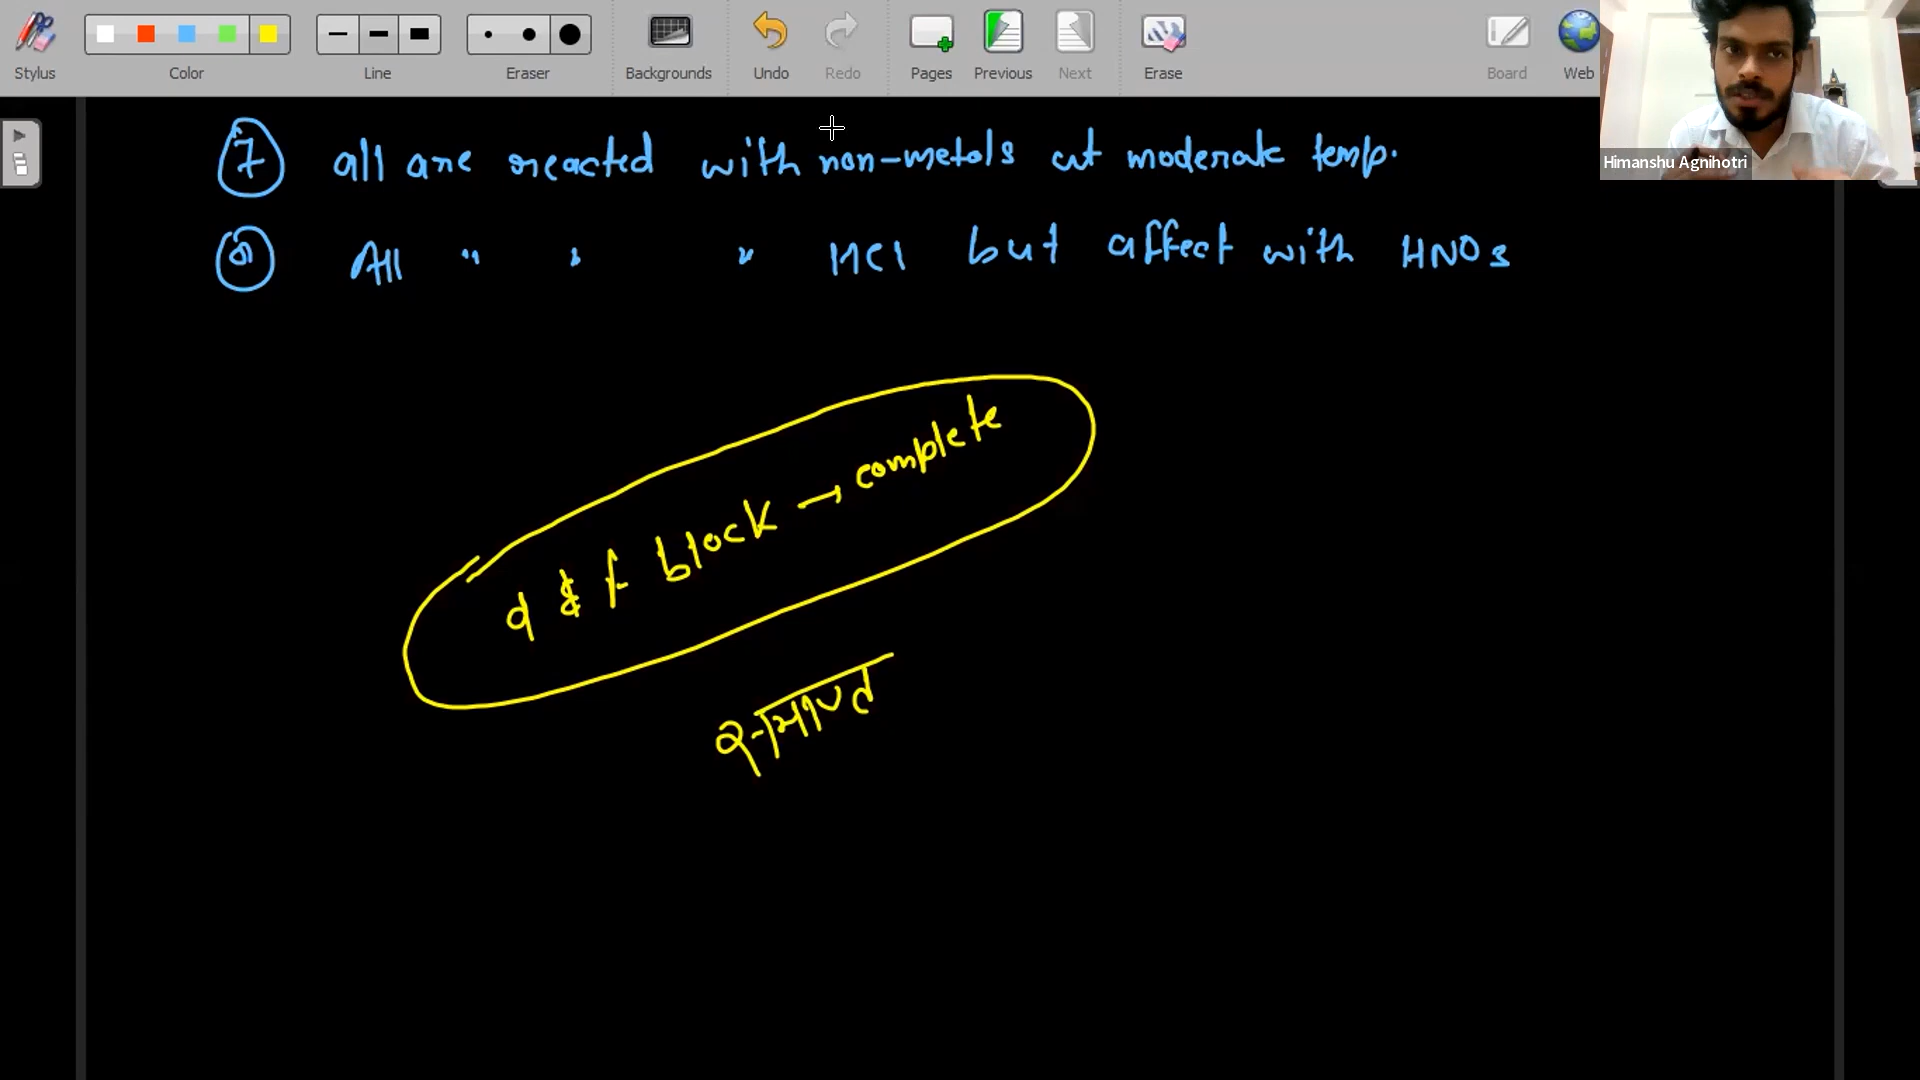 Stylus Color Line Eraser Backgrounds Undo Redo Pages Previous Next Erase Board Web
Himanshu Agnihotri
7 all are reacted with non-metals at moderate temp.
8 All " " " HCl but affect with HNO3
d & f block → complete